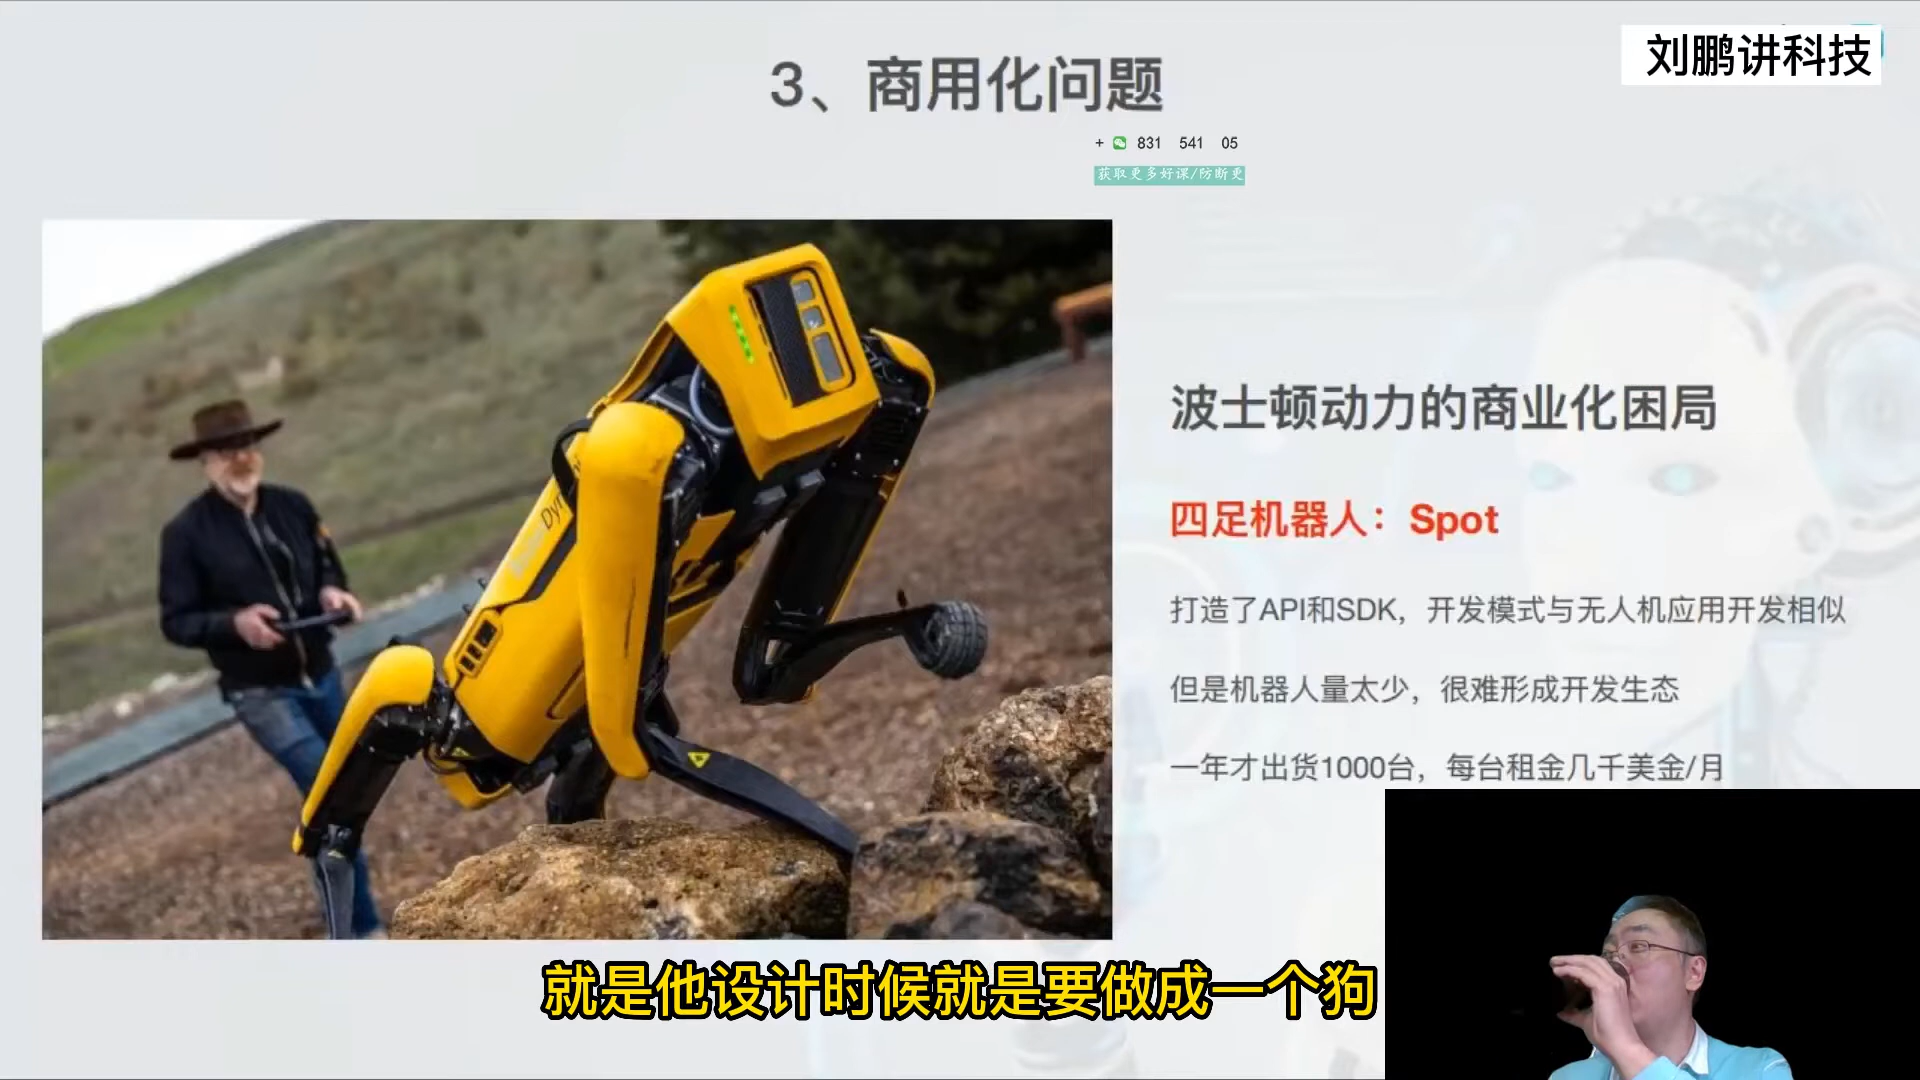 刘鹏讲科技
3、商用化问题
+ 831 541 05
获取更多好课/防断更
Dyn
波士顿动力的商业化困局
四足机器人：Spot
打造了API和SDK，开发模式与无人机应用开发相似
但是机器人量太少，很难形成开发生态
一年才出货1000台，每台租金几千美金/月
就是他设计时候就是要做成一个狗